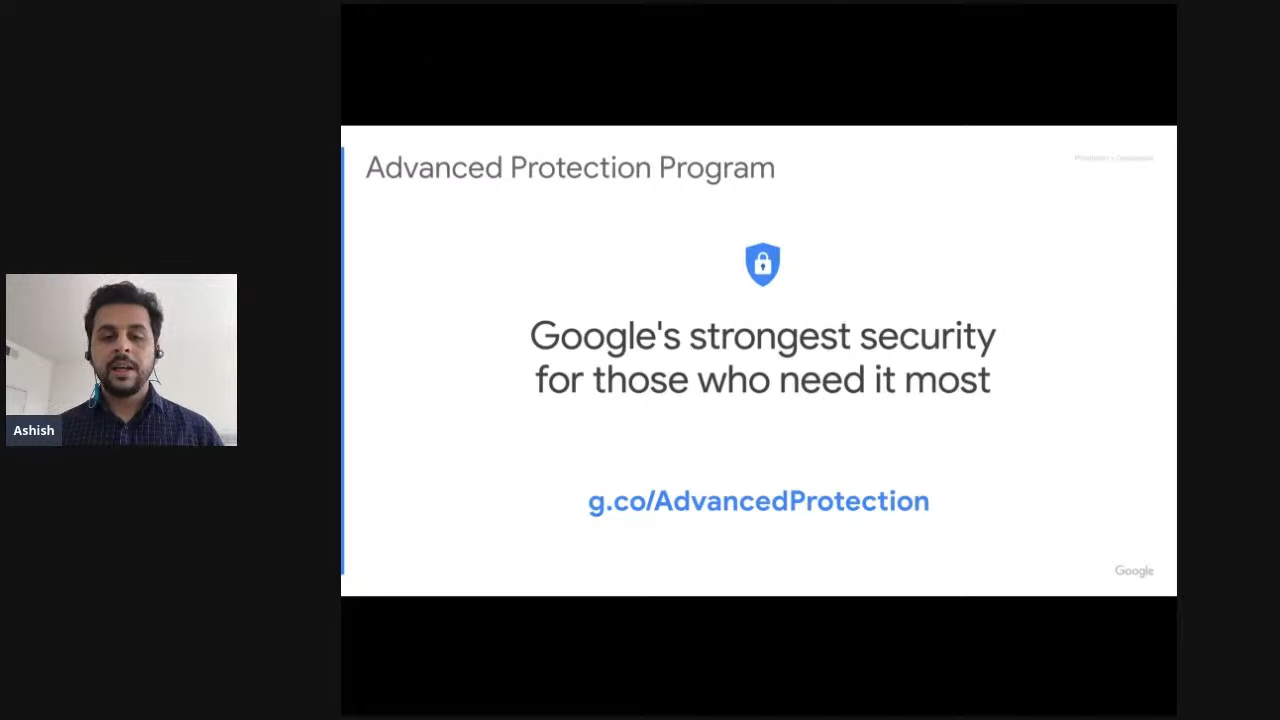 Advanced Protection Program
Google's strongest security
for those who need it most
g.co/AdvancedProtection
Google
Ashish